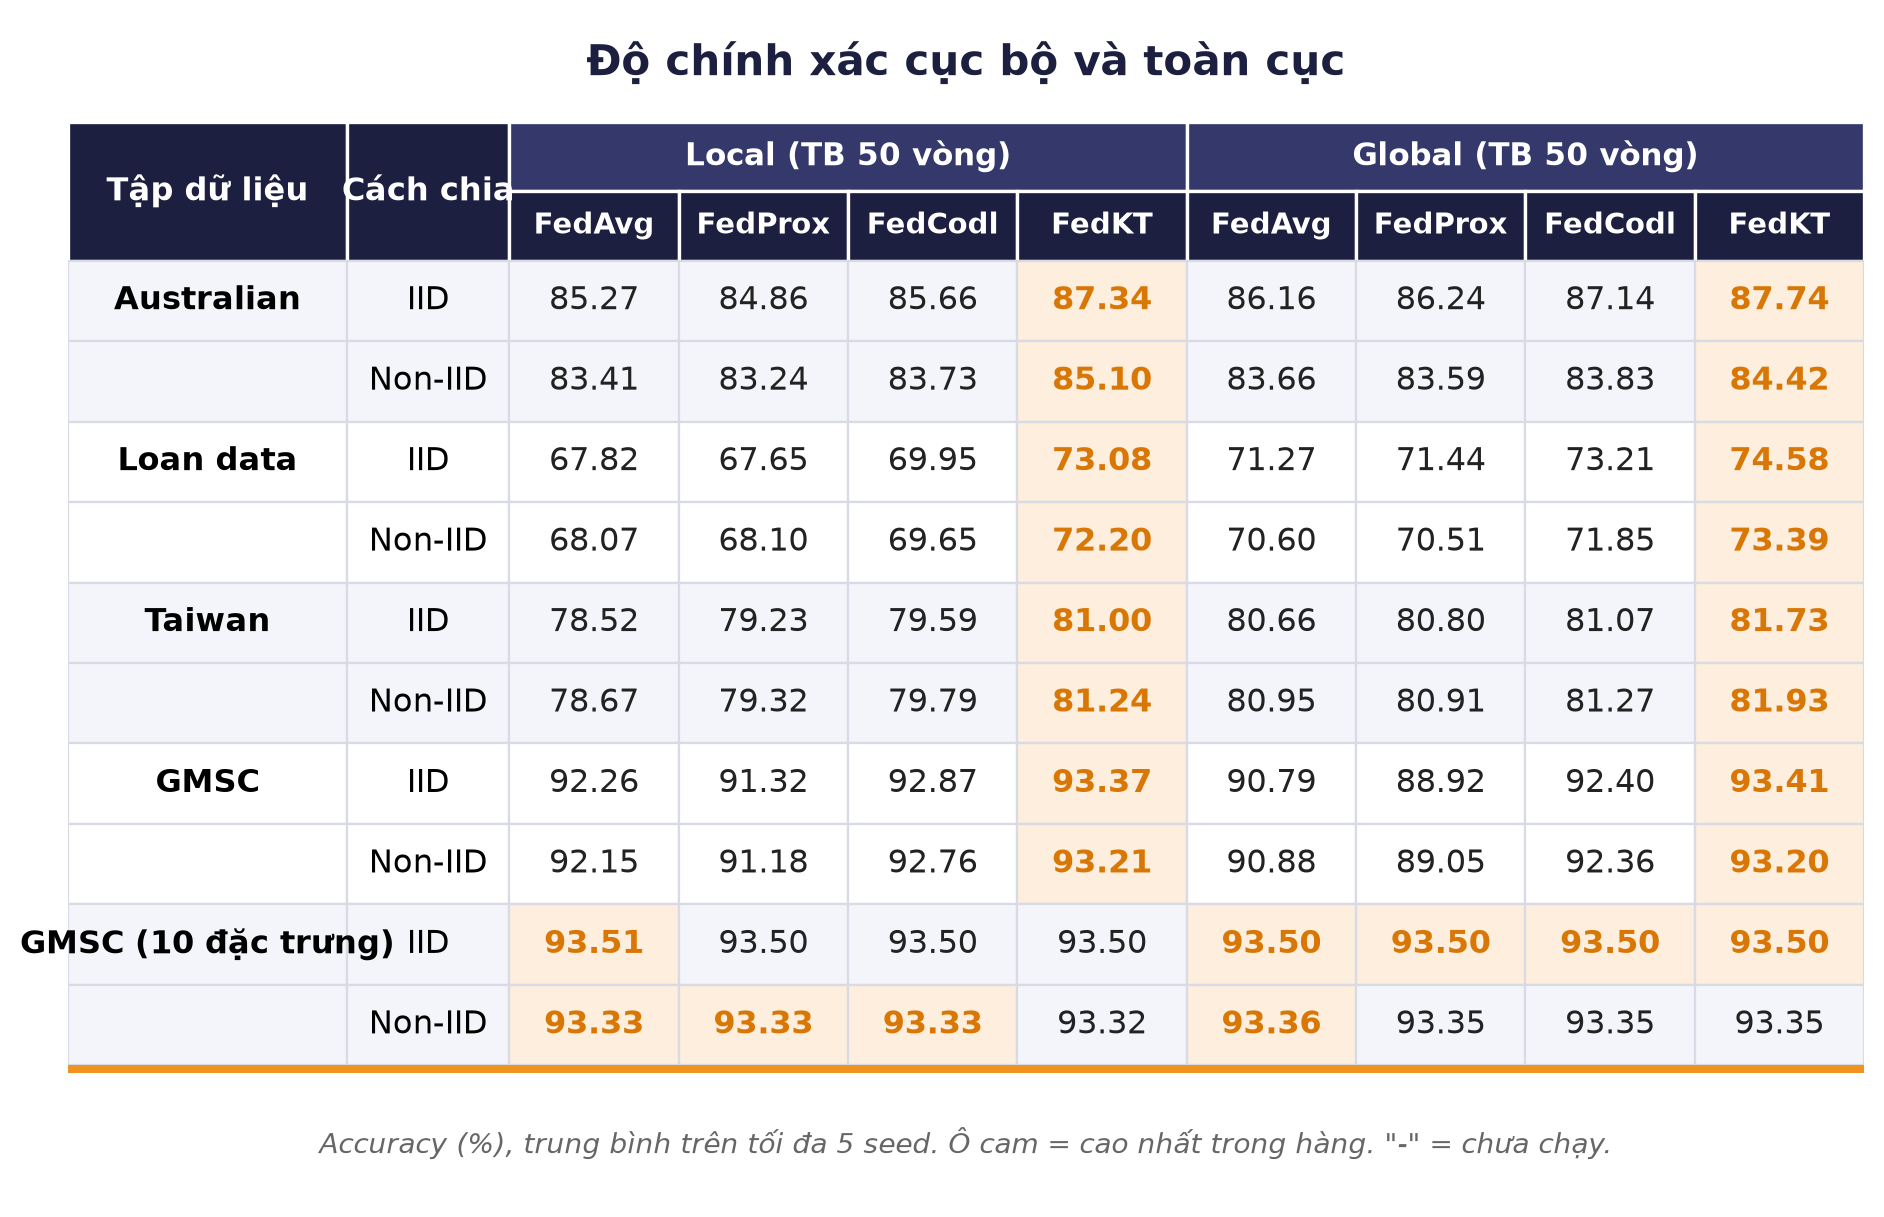 Độ chính xác cục bộ và toàn cục
Tập dữ liệu Cách chia Local (TB 50 vòng) Global (TB 50 vòng)
FedAvg FedProx FedCodl FedKT FedAvg FedProx FedCodl FedKT
Australian IID 85.27 84.86 85.66 87.34 86.16 86.24 87.14 87.74
Non-IID 83.41 83.24 83.73 85.10 83.66 83.59 83.83 84.42
Loan data IID 67.82 67.65 69.95 73.08 71.27 71.44 73.21 74.58
Non-IID 68.07 68.10 69.65 72.20 70.60 70.51 71.85 73.39
Taiwan IID 78.52 79.23 79.59 81.00 80.66 80.80 81.07 81.73
Non-IID 78.67 79.32 79.79 81.24 80.95 80.91 81.27 81.93
GMSC IID 92.26 91.32 92.87 93.37 90.79 88.92 92.40 93.41
Non-IID 92.15 91.18 92.76 93.21 90.88 89.05 92.36 93.20
GMSC (10 đặc trưng) IID 93.51 93.50 93.50 93.50 93.50 93.50 93.50 93.50
Non-IID 93.33 93.33 93.33 93.32 93.36 93.35 93.35 93.35
Accuracy (%), trung bình trên tối đa 5 seed. Ô cam = cao nhất trong hàng. "-" = chưa chạy.